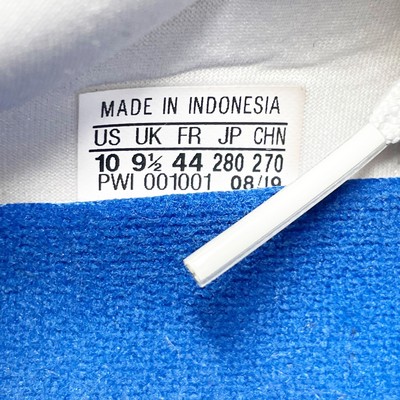 MADE IN INDONESIA
US UK FR JP CHN
10 9½ 44 280 270
PWI 001001 08/19